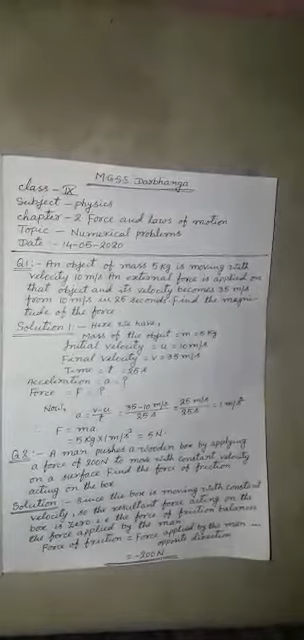 MGSS Darbhanga
class - IX
Subject - physics
chapter - 2 Force and laws of motion
Topic - Numerical problems
Date :- 14-05-2020
Q1:- An object of mass 5 kg is moving with
velocity 10 m/s. An external force is applied on
that object and its velocity becomes 35 m/s
from 10 m/s in 25 seconds. Find the magni-
tude of the force.
Solution:- Here we have,
Mass of the object = m = 5 kg
Initial velocity = u = 10 m/s
Final velocity = v = 35 m/s
Time = t = 25 s
Acceleration = a = ?
Force = F = ?
Now, a = v-u/t = 35-10 m/s / 25 s = 25 m/s / 25 s = 1 m/s²
∴ F = ma
= 5 kg x 1 m/s² = 5 N.
Q2:- A man pushes a wooden box by applying
a force of 200N to move with constant velocity
on a surface. Find the force of friction
acting on the box
Solution:- Since the box is moving with constant
velocity, so the resultant force acting on the
box is zero i.e the force of friction balances
the force applied by the man
Force of friction = Force applied by the man in
opposite direction
= -200 N